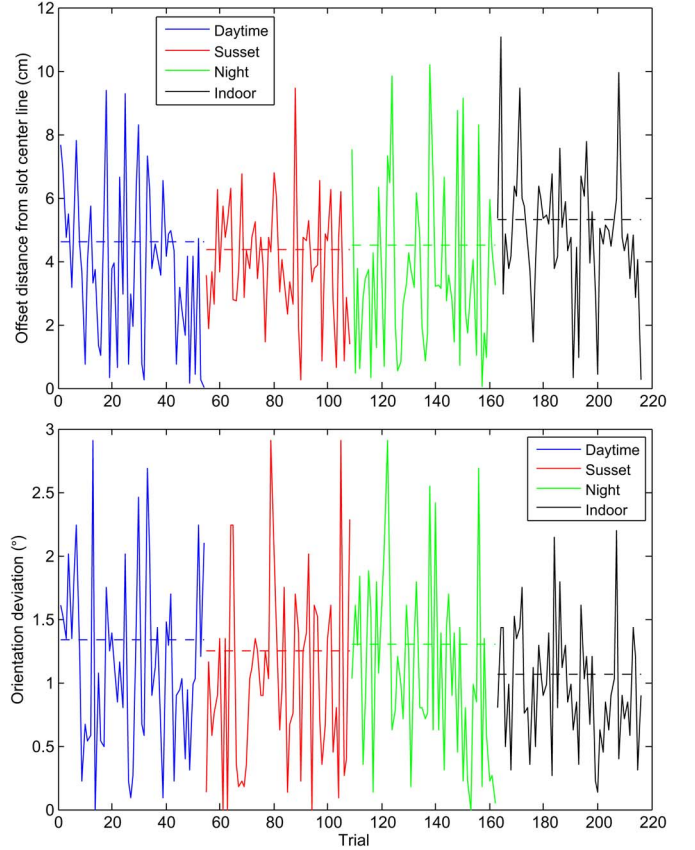 12
10
8
6
4
2
0
Offset distance from slot center line (cm)
Daytime
Susset
Night
Indoor
0 20 40 60 80 100 120 140 160 180 200 220
3
2.5
2
1.5
1
0.5
0
Orientation deviation (°)
Daytime
Susset
Night
Indoor
0 20 40 60 80 100 120 140 160 180 200 220
Trial